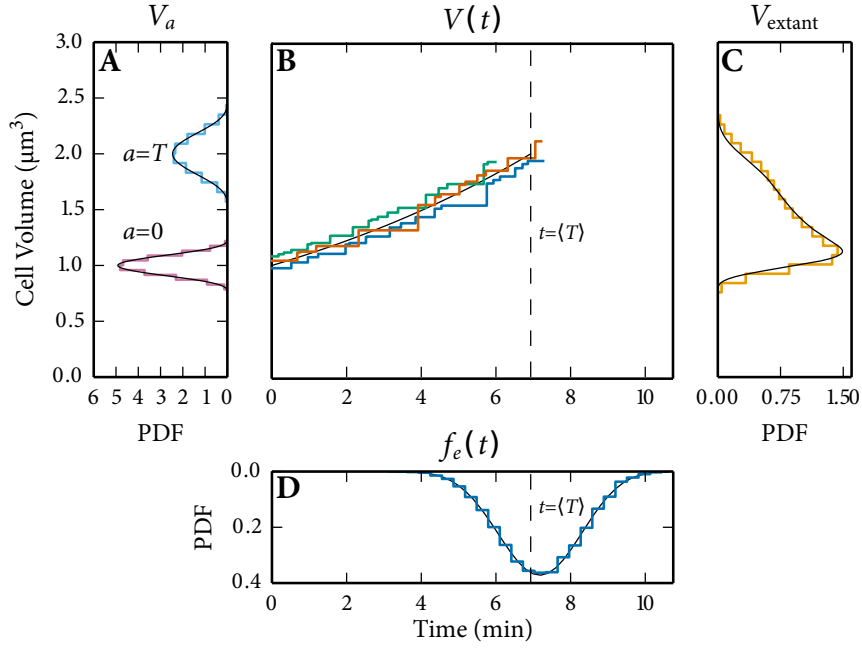 Vₐ
V(t)
V_extant
A
B
C
Cell Volume (μm³)
3.0
2.5
2.0
1.5
1.0
0.5
0.0
a=T
a=0
t=⟨T⟩
6 5 4 3 2 1 0
0 2 4 6 8 10
0.00 0.75 1.50
PDF
PDF
fₑ(t)
D
PDF
0.0
0.2
0.4
t=⟨T⟩
0 2 4 6 8 10
Time (min)